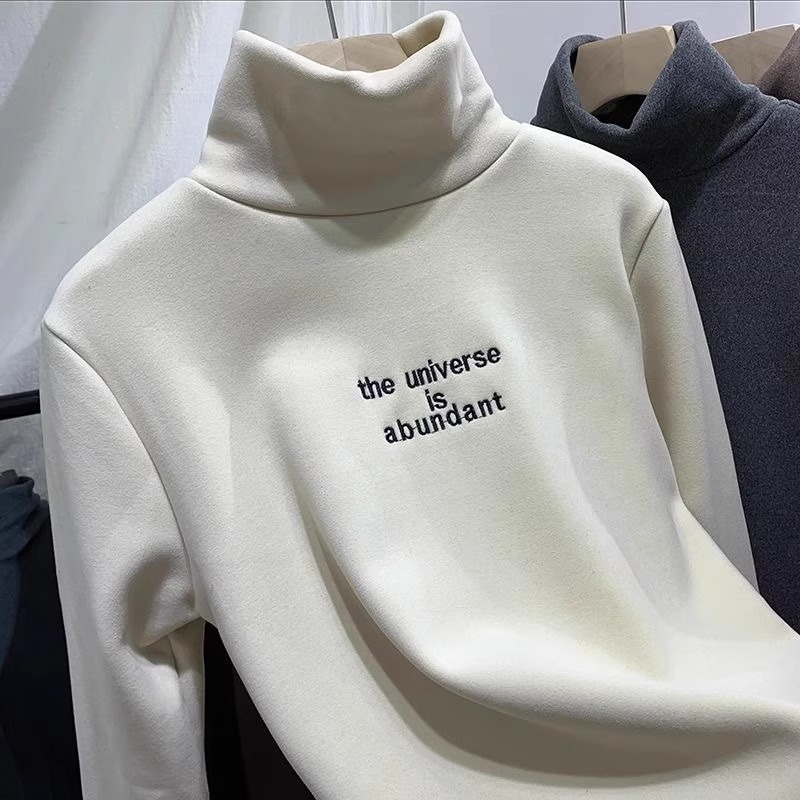 the universe
is
abundant